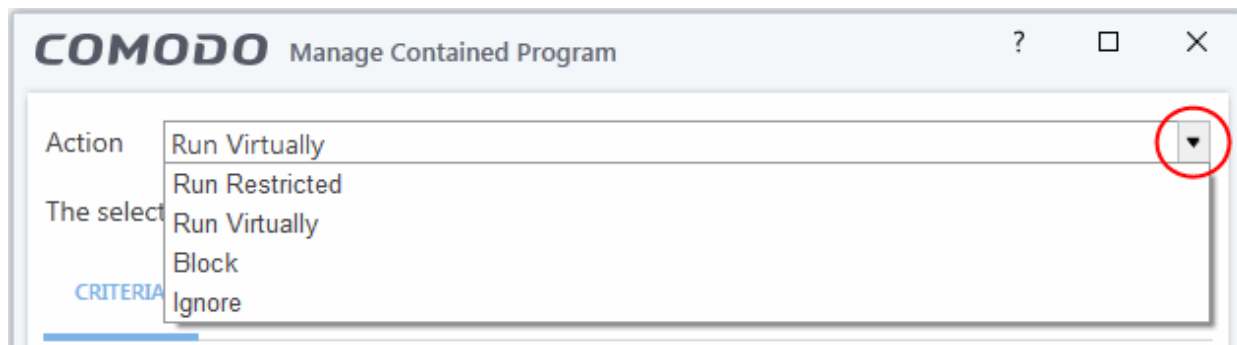 COMODO Manage Contained Program ?
Action Run Virtually
Run Restricted
The select
Run Virtually
Block
CRITERIA
Ignore